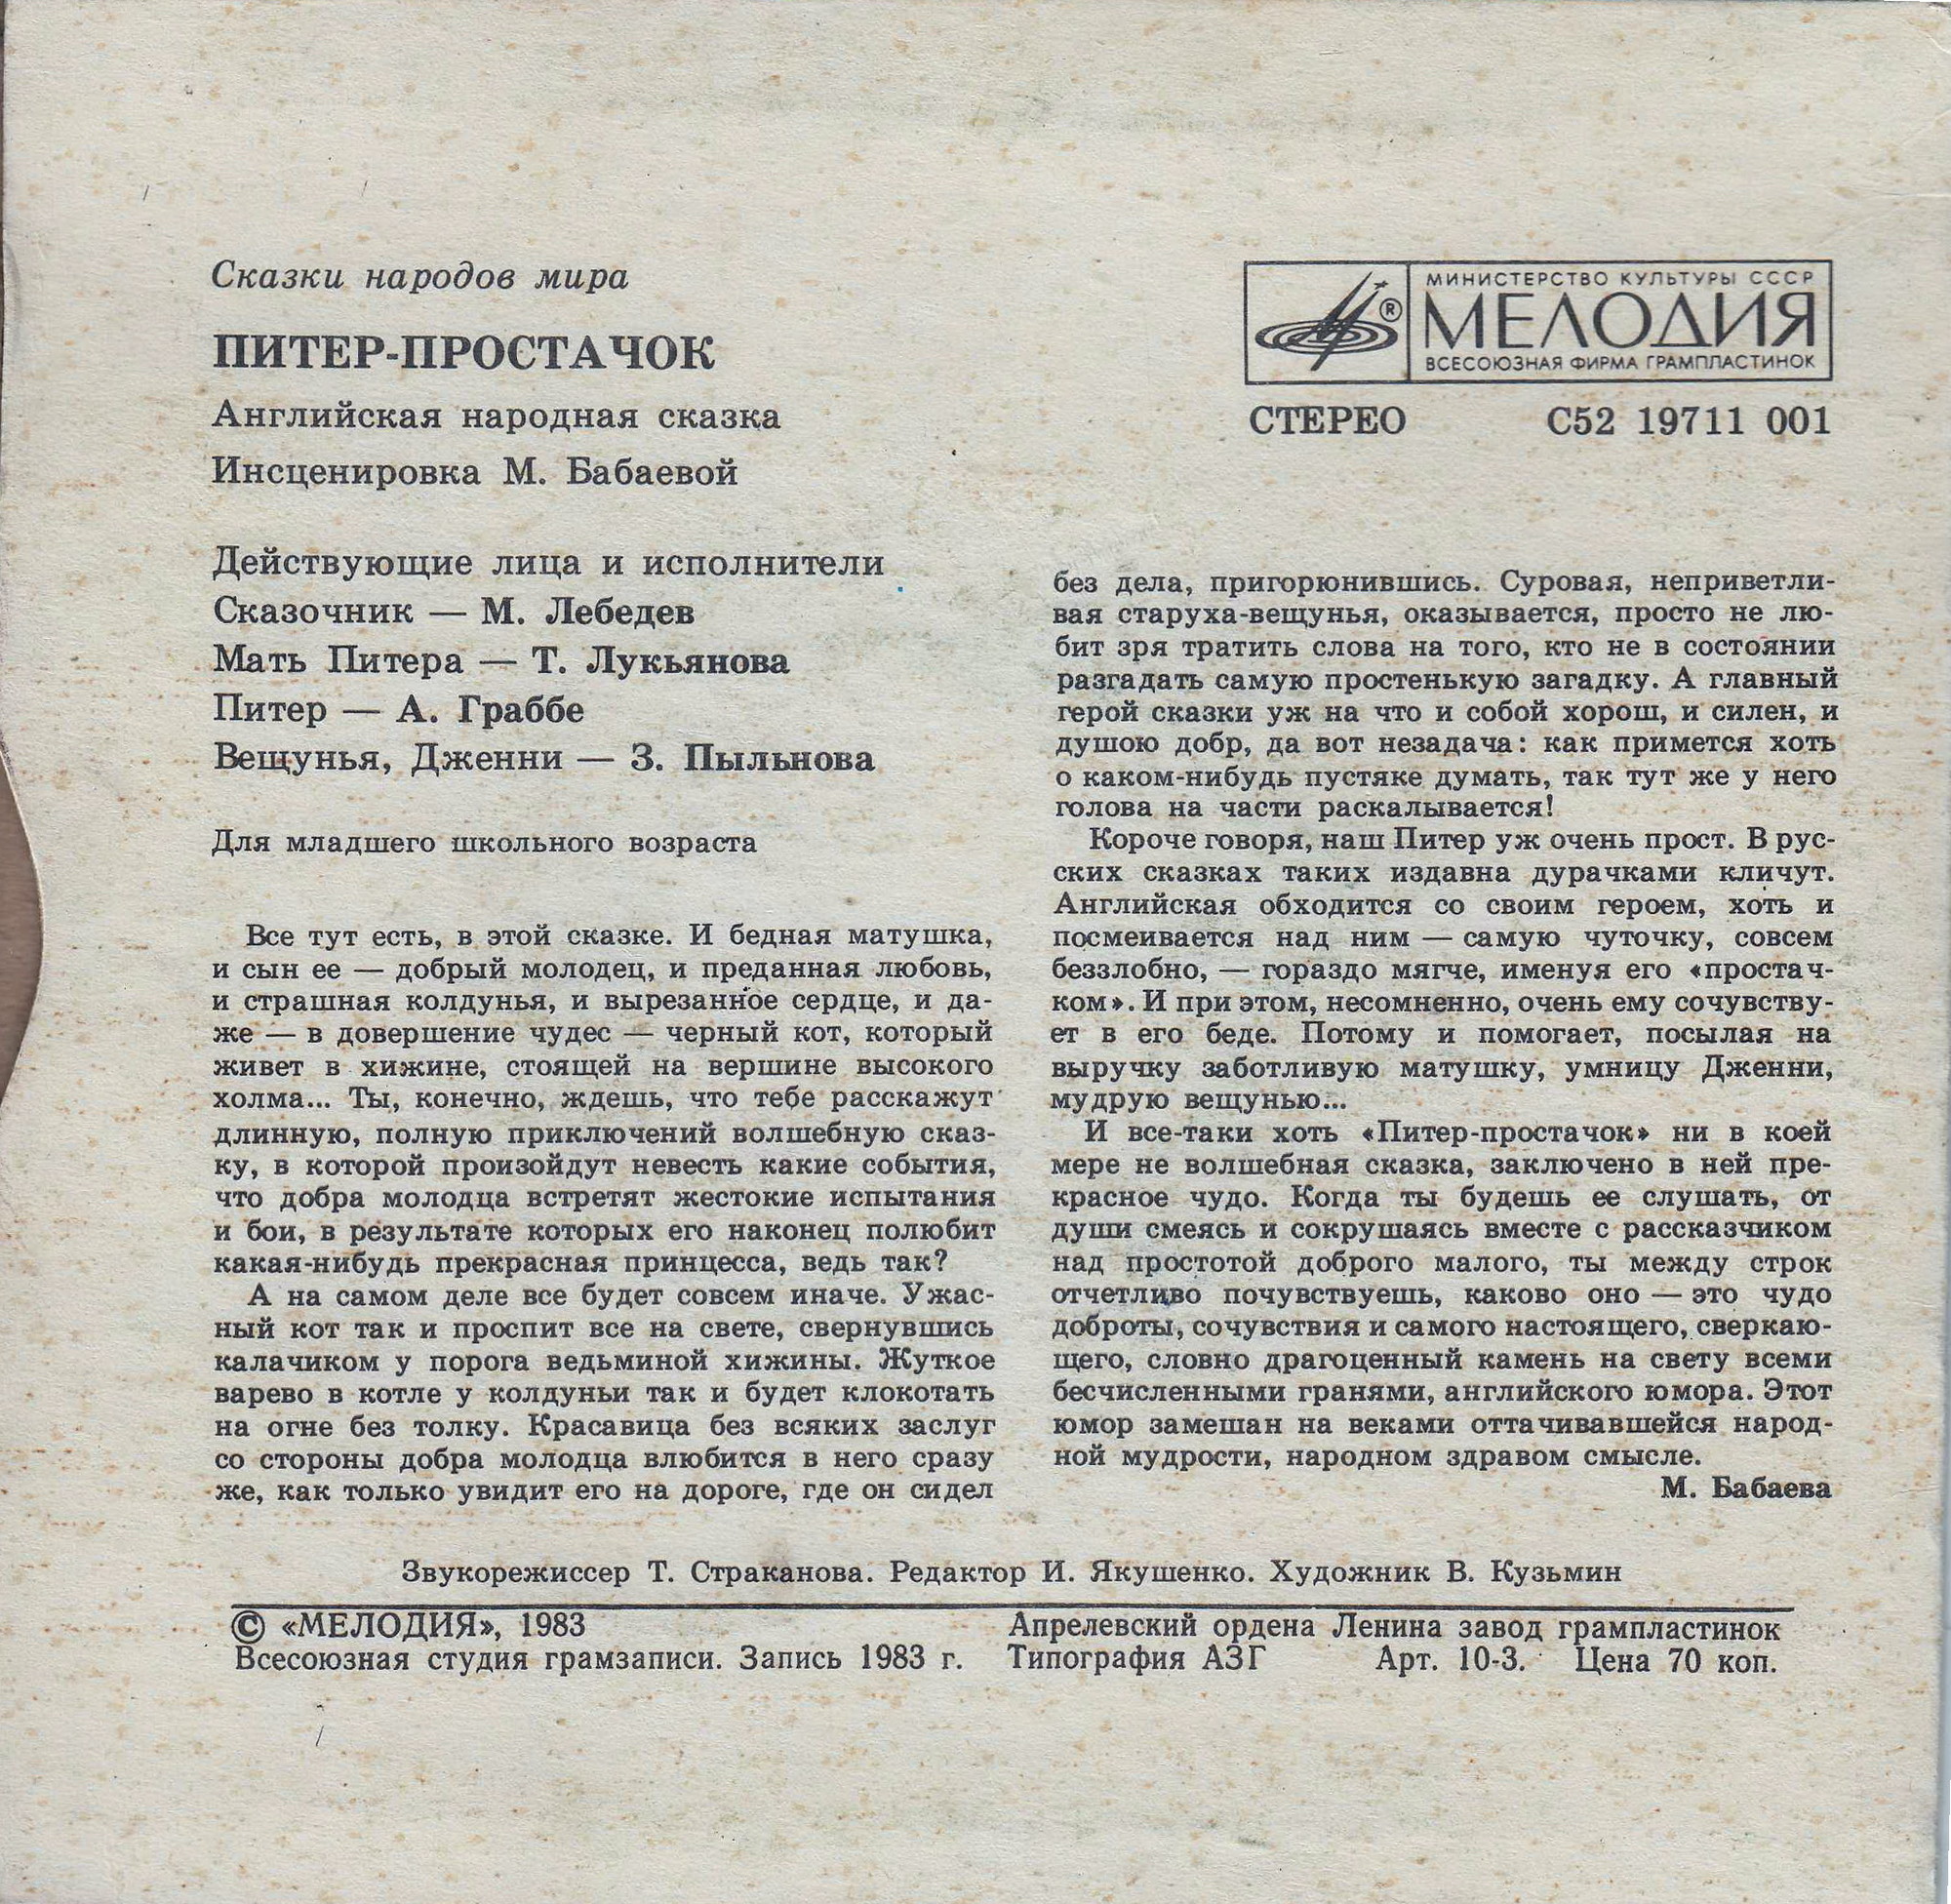 Сказки народов мира
ПИТЕР-ПРОСТАЧОК
Английская народная сказка
Инсценировка М. Бабаевой
МИНИСТЕРСТВО КУЛЬТУРЫ СССР
МЕЛОДИЯ
ВСЕСОЮЗНАЯ ФИРМА ГРАМПЛАСТИНОК
®
СТЕРЕО С52 19711 001
Действующие лица и исполнители
Сказочник — М. Лебедев
Мать Питера — Т. Лукьянова
Питер — А. Граббе
Вещунья, Дженни — З. Пыльнова
Для младшего школьного возраста
Все тут есть, в этой сказке. И бедная матушка,
и сын ее — добрый молодец, и преданная любовь,
и страшная колдунья, и вырезанное сердце, и да-
же — в довершение чудес — черный кот, который
живет в хижине, стоящей на вершине высокого
холма... Ты, конечно, ждешь, что тебе расскажут
длинную, полную приключений волшебную сказ-
ку, в которой произойдут невесть какие события,
что добра молодца встретят жестокие испытания
и бои, в результате которых его наконец полюбит
какая-нибудь прекрасная принцесса, ведь так?
А на самом деле все будет совсем иначе. Ужас-
ный кот так и проспит все на свете, свернувшись
калачиком у порога ведьминой хижины. Жуткое
варево в котле у колдуньи так и будет клокотать
на огне без толку. Красавица без всяких заслуг
со стороны добра молодца влюбится в него сразу
же, как только увидит его на дороге, где он сидел
без дела, пригорюнившись. Суровая, неприветли-
вая старуха-вещунья, оказывается, просто не лю-
бит зря тратить слова на того, кто не в состоянии
разгадать самую простенькую загадку. А главный
герой сказки уж на что и собой хорош, и силен, и
душою добр, да вот незадача: как примется хоть
о каком-нибудь пустяке думать, так тут же у него
голова на части раскалывается!
Короче говоря, наш Питер уж очень прост. В рус-
ских сказках таких издавна дурачками кличут.
Английская обходится со своим героем, хоть и
посмеивается над ним — самую чуточку, совсем
беззлобно, — гораздо мягче, именуя его «простач-
ком». И при этом, несомненно, очень ему сочувству-
ет в его беде. Потому и помогает, посылая на
выручку заботливую матушку, умницу Дженни,
мудрую вещунью...
И все-таки хоть «Питер-простачок» ни в коей
мере не волшебная сказка, заключено в ней пре-
красное чудо. Когда ты будешь ее слушать, от
души смеясь и сокрушаясь вместе с рассказчиком
над простотой доброго малого, ты между строк
отчетливо почувствуешь, каково оно — это чудо
доброты, сочувствия и самого настоящего, сверкаю-
щего, словно драгоценный камень на свету всеми
бесчисленными гранями, английского юмора. Этот
юмор замешан на веками оттачивавшейся народ-
ной мудрости, народном здравом смысле.
М. Бабаева
Звукорежиссер Т. Страканова. Редактор И. Якушенко. Художник В. Кузьмин
© «МЕЛОДИЯ», 1983
Всесоюзная студия грамзаписи. Запись 1983 г.
Апрелевский ордена Ленина завод грампластинок
Типография АЗГ Арт. 10-3. Цена 70 коп.